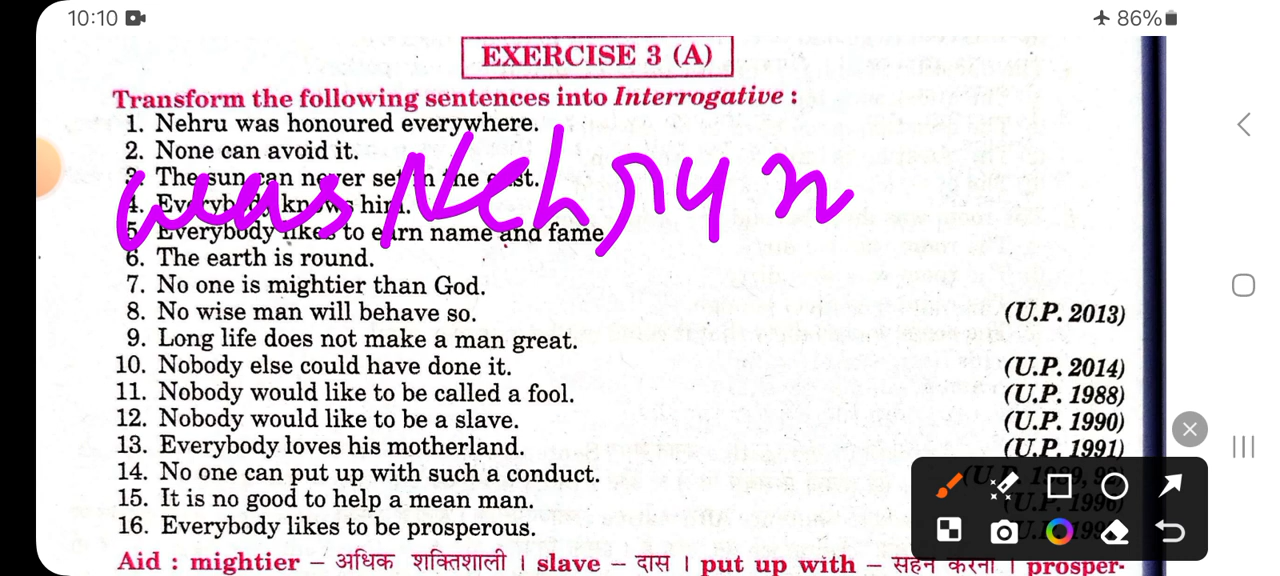 10:10 86%
EXERCISE 3 (A)
Transform the following sentences into Interrogative :
1. Nehru was honoured everywhere.
2. None can avoid it.
3. The sun can never set in the east.
4. Everybody knows him.
5. Everybody likes to earn name and fame
was Nehru n
6. The earth is round.
7. No one is mightier than God.
8. No wise man will behave so. (U.P. 2013)
9. Long life does not make a man great.
10. Nobody else could have done it. (U.P. 2014)
11. Nobody would like to be called a fool. (U.P. 1988)
12. Nobody would like to be a slave. (U.P. 1990)
13. Everybody loves his motherland. (U.P. 1991)
14. No one can put up with such a conduct.
15. It is no good to help a mean man.
16. Everybody likes to be prosperous.
Aid : mightier – अधिक शक्तिशाली । slave – दास । put up with – सहन करना । prosper-